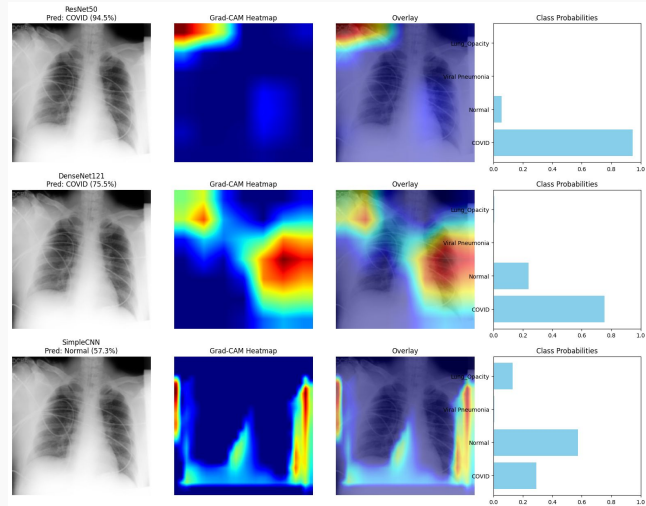 ResNet50
Pred: COVID (94.5%)
Grad-CAM Heatmap
Overlay
Class Probabilities
Lung_Opacity
Viral Pneumonia
Normal
COVID
0.0 0.2 0.4 0.6 0.8 1.0
DenseNet121
Pred: COVID (75.5%)
Grad-CAM Heatmap
Overlay
Class Probabilities
Lung_Opacity
Viral Pneumonia
Normal
COVID
0.0 0.2 0.4 0.6 0.8 1.0
SimpleCNN
Pred: Normal (57.3%)
Grad-CAM Heatmap
Overlay
Class Probabilities
Lung_Opacity
Viral Pneumonia
Normal
COVID
0.0 0.2 0.4 0.6 0.8 1.0